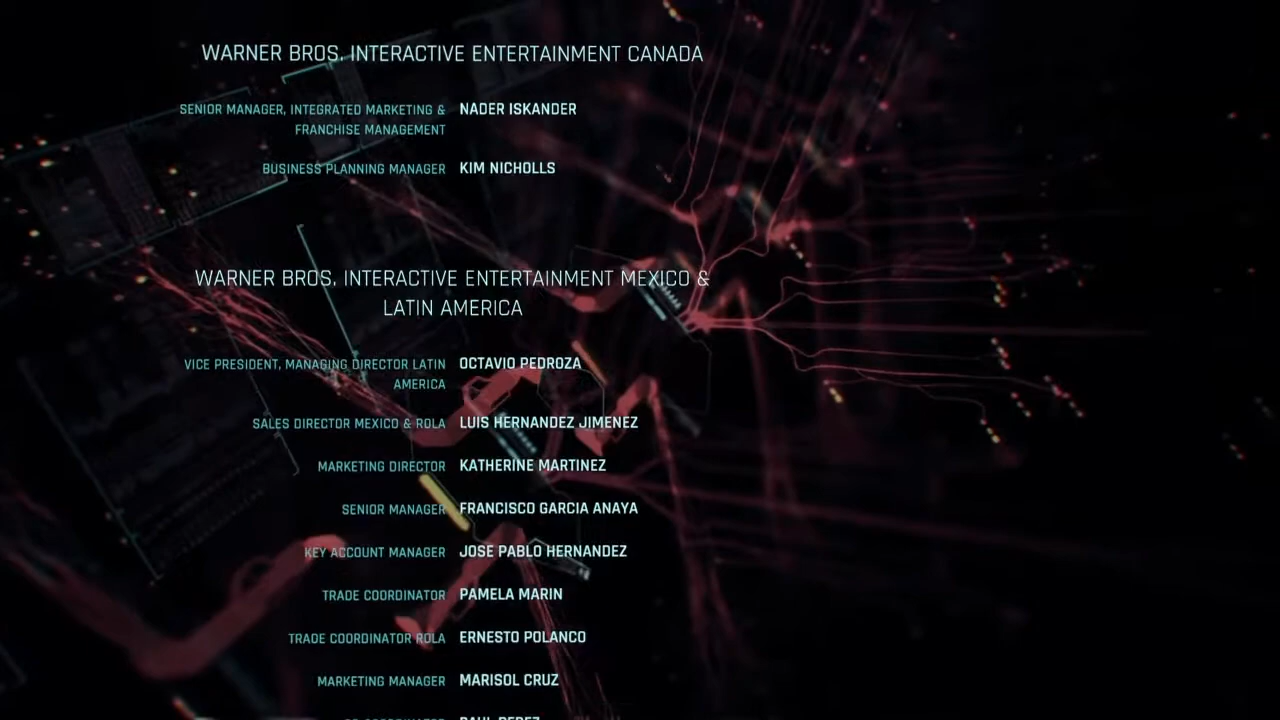 WARNER BROS. INTERACTIVE ENTERTAINMENT CANADA
SENIOR MANAGER, INTEGRATED MARKETING & NADER ISKANDER
FRANCHISE MANAGEMENT
BUSINESS PLANNING MANAGER KIM NICHOLLS
WARNER BROS. INTERACTIVE ENTERTAINMENT MEXICO &
LATIN AMERICA
VICE PRESIDENT, MANAGING DIRECTOR LATIN OCTAVIO PEDROZA
AMERICA
SALES DIRECTOR MEXICO & ROLA LUIS HERNANDEZ JIMENEZ
MARKETING DIRECTOR KATHERINE MARTINEZ
SENIOR MANAGER FRANCISCO GARCIA ANAYA
KEY ACCOUNT MANAGER JOSE PABLO HERNANDEZ
TRADE COORDINATOR PAMELA MARIN
TRADE COORDINATOR ROLA ERNESTO POLANCO
MARKETING MANAGER MARISOL CRUZ